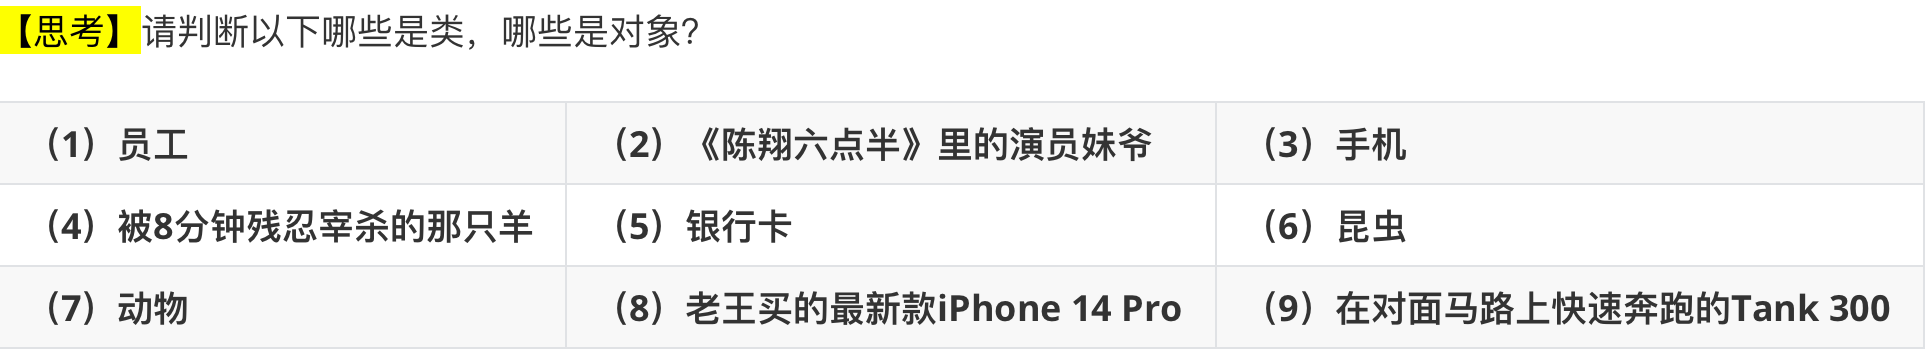 【思考】请判断以下哪些是类，哪些是对象？
（1）员工 （2）《陈翔六点半》里的演员妹爷 （3）手机
（4）被8分钟残忍宰杀的那只羊 （5）银行卡 （6）昆虫
（7）动物 （8）老王买的最新款iPhone 14 Pro （9）在对面马路上快速奔跑的Tank 300